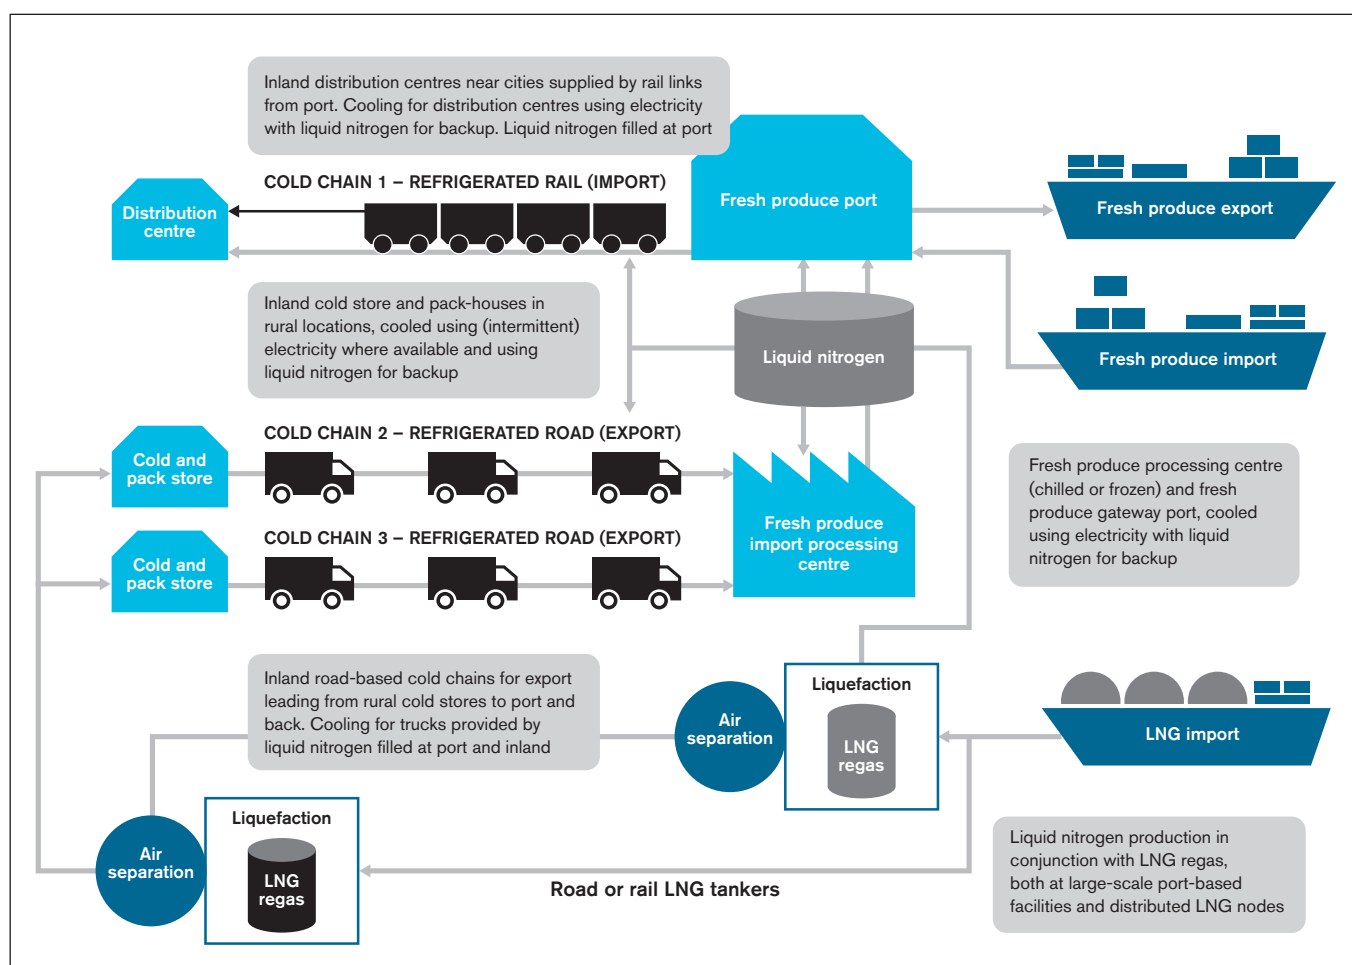 Inland distribution centres near cities supplied by rail links
from port. Cooling for distribution centres using electricity
with liquid nitrogen for backup. Liquid nitrogen filled at port
COLD CHAIN 1 – REFRIGERATED RAIL (IMPORT)
Distribution
centre
Fresh produce port
Fresh produce export
Inland cold store and pack-houses in
rural locations, cooled using (intermittent)
electricity where available and using
liquid nitrogen for backup
Liquid nitrogen
Fresh produce import
COLD CHAIN 2 – REFRIGERATED ROAD (EXPORT)
Cold and
pack store
COLD CHAIN 3 – REFRIGERATED ROAD (EXPORT)
Cold and
pack store
Fresh produce
import processing
centre
Fresh produce processing centre
(chilled or frozen) and fresh
produce gateway port, cooled
using electricity with liquid
nitrogen for backup
Inland road-based cold chains for export
leading from rural cold stores to port and
back. Cooling for trucks provided by
liquid nitrogen filled at port and inland
Air
separation
Liquefaction
LNG
regas
LNG import
Air
separation
Liquefaction
LNG
regas
Road or rail LNG tankers
Liquid nitrogen production in
conjunction with LNG regas,
both at large-scale port-based
facilities and distributed LNG nodes